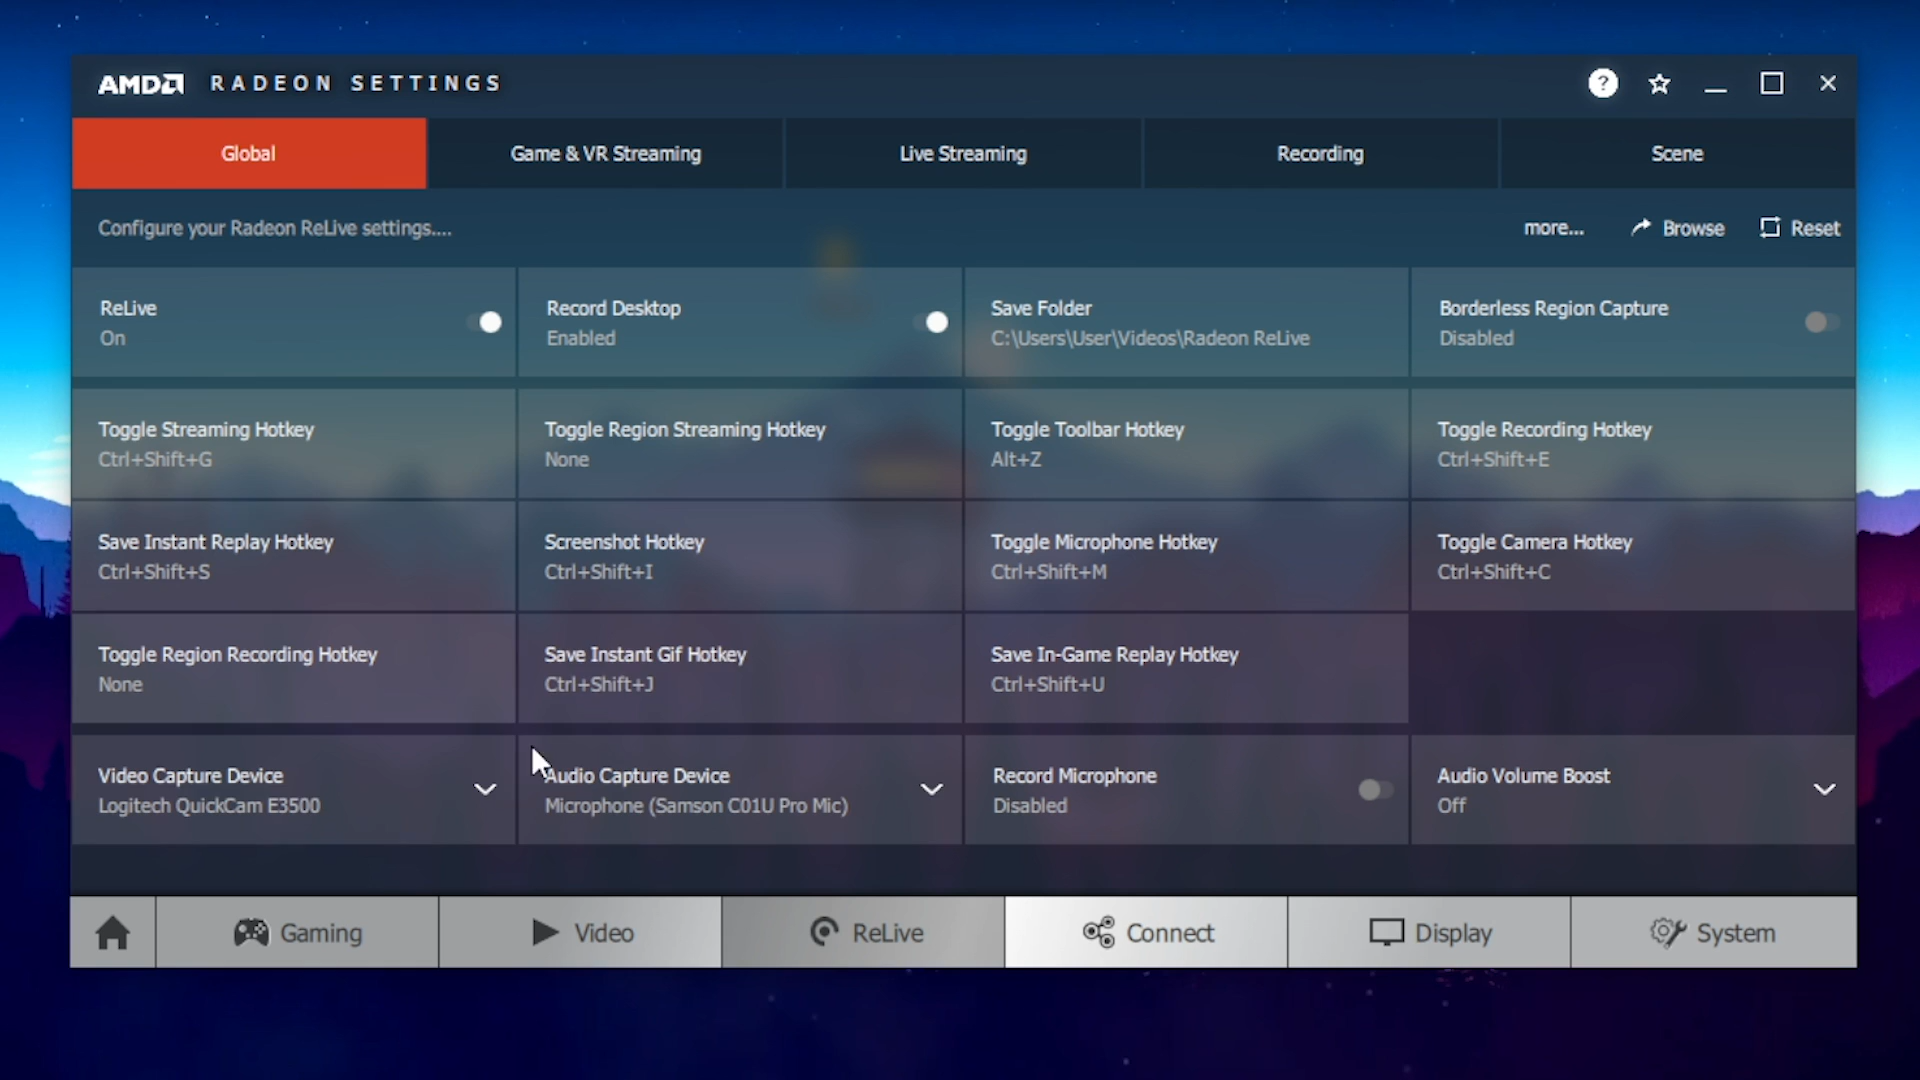 AMD RADEON SETTINGS
?
Global
Game & VR Streaming
Live Streaming
Recording
Scene
Configure your Radeon ReLive settings....
more...
Browse
Reset
ReLive
On
Record Desktop
Enabled
Save Folder
C:\Users\User\Videos\Radeon ReLive
Borderless Region Capture
Disabled
Toggle Streaming Hotkey
Ctrl+Shift+G
Toggle Region Streaming Hotkey
None
Toggle Toolbar Hotkey
Alt+Z
Toggle Recording Hotkey
Ctrl+Shift+E
Save Instant Replay Hotkey
Ctrl+Shift+S
Screenshot Hotkey
Ctrl+Shift+I
Toggle Microphone Hotkey
Ctrl+Shift+M
Toggle Camera Hotkey
Ctrl+Shift+C
Toggle Region Recording Hotkey
None
Save Instant Gif Hotkey
Ctrl+Shift+J
Save In-Game Replay Hotkey
Ctrl+Shift+U
Video Capture Device
Logitech QuickCam E3500
Audio Capture Device
Microphone (Samson C01U Pro Mic)
Record Microphone
Disabled
Audio Volume Boost
Off
Gaming
Video
ReLive
Connect
Display
System